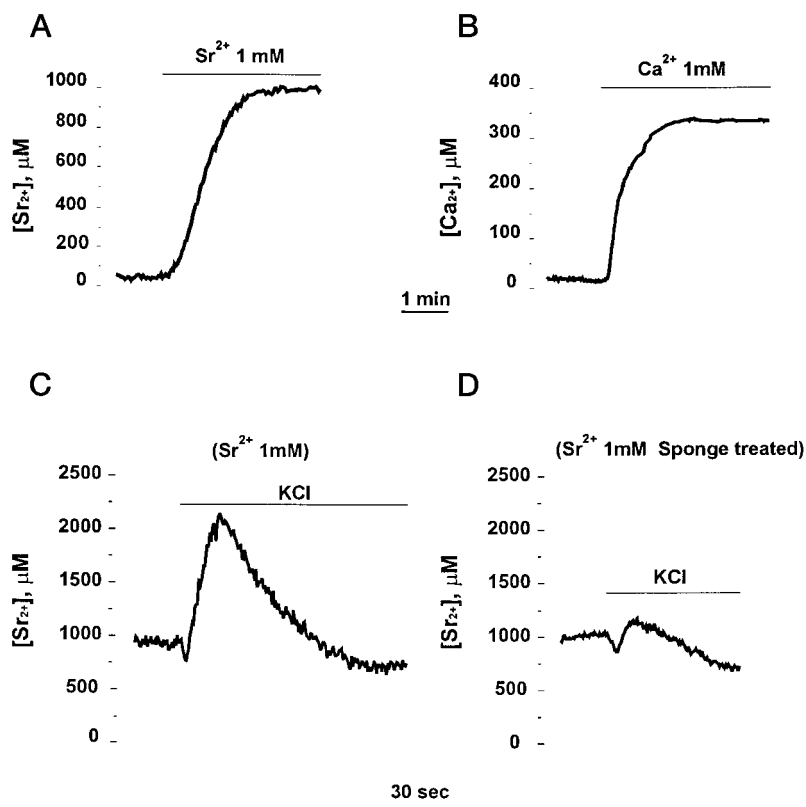 A
Sr2+ 1 mM
[Sr2+], μM
1000
800
600
400
200
0
B
Ca2+ 1mM
[Ca2+], μM
400
300
200
100
0
1 min
C
(Sr2+ 1mM)
KCl
[Sr2+], μM
2500
2000
1500
1000
500
0
D
(Sr2+ 1mM Sponge treated)
KCl
[Sr2+], μM
2500
2000
1500
1000
500
0
30 sec